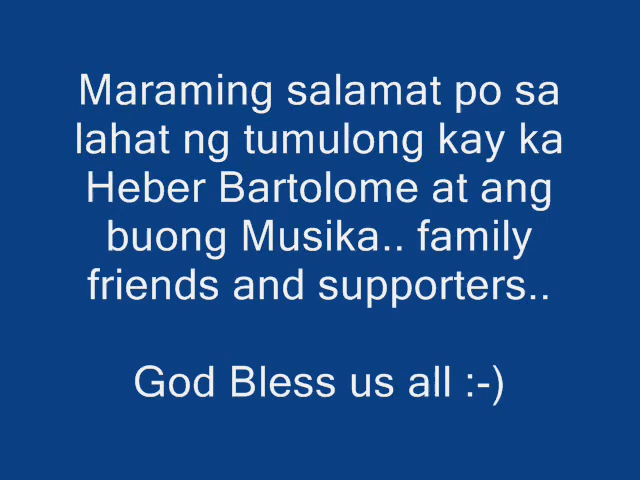 Maraming salamat po sa
lahat ng tumulong kay ka
Heber Bartolome at ang
buong Musika.. family
friends and supporters..
God Bless us all :-)